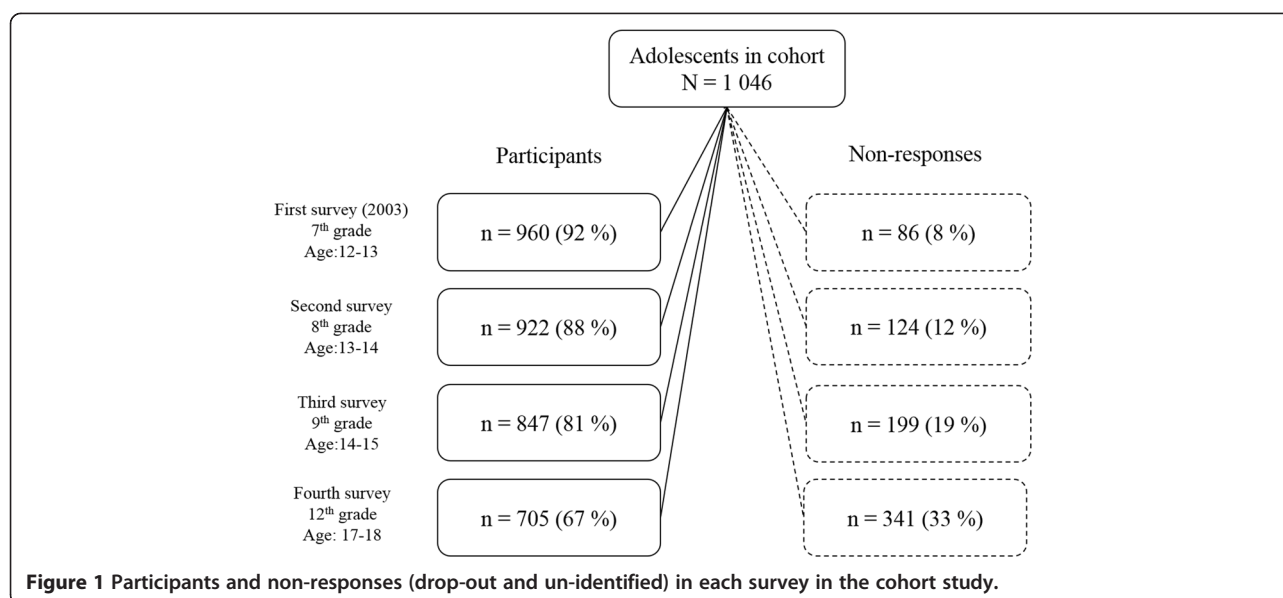 Adolescents in cohort
N = 1 046
Participants
Non-responses
First survey (2003)
7th grade
Age:12-13
n = 960 (92 %)
n = 86 (8 %)
Second survey
8th grade
Age:13-14
n = 922 (88 %)
n = 124 (12 %)
Third survey
9th grade
Age:14-15
n = 847 (81 %)
n = 199 (19 %)
Fourth survey
12th grade
Age: 17-18
n = 705 (67 %)
n = 341 (33 %)
Figure 1 Participants and non-responses (drop-out and un-identified) in each survey in the cohort study.